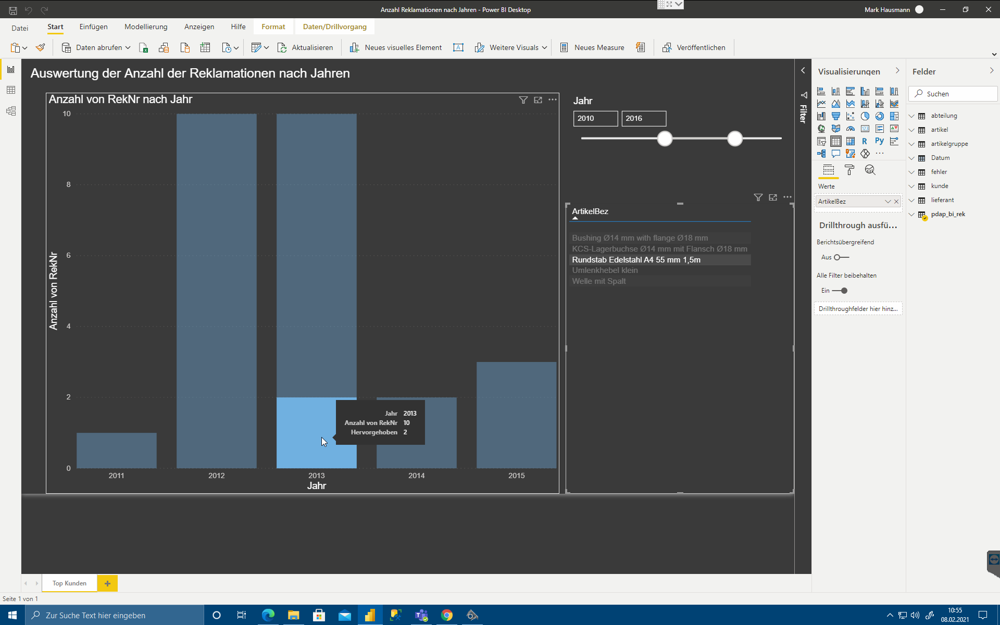 Anzahl Reklamationen nach Jahren - Power BI Desktop
Mark Hausmann
Datei
Start
Einfügen
Modellierung
Anzeigen
Hilfe
Format
Daten/Drillvorgang
Daten abrufen
Aktualisieren
Neues visuelles Element
Weitere Visuals
Neues Measure
Veröffentlichen
Auswertung der Anzahl der Reklamationen nach Jahren
Anzahl von RekNr nach Jahr
Anzahl von RekNr
10
8
6
4
2
0
2011
2012
2013
2014
2015
Jahr
Jahr 2013
Anzahl von RekNr 10
Hervorgehoben 2
Jahr
2010
2016
ArtikelBez
Bushing Ø14 mm with flange Ø18 mm
KCS-Lagerbuchse Ø14 mm mit Flansch Ø18 mm
Rundstab Edelstahl A4 55 mm 1,5m
Umlenkhebel klein
Welle mit Spalt
Filter
Visualisierungen
123
R
Py
Werte
ArtikelBez
Drillthrough ausfü...
Berichtsübergreifend
Aus
Alle Filter beibehalten
Ein
Drillthroughfelder hier hinz...
Felder
Suchen
abteilung
artikel
artikelgruppe
Datum
fehler
kunde
lieferant
pdap_bi_rek
Top Kunden
Seite 1 von 1
Zur Suche Text hier eingeben
10:55
08.02.2021